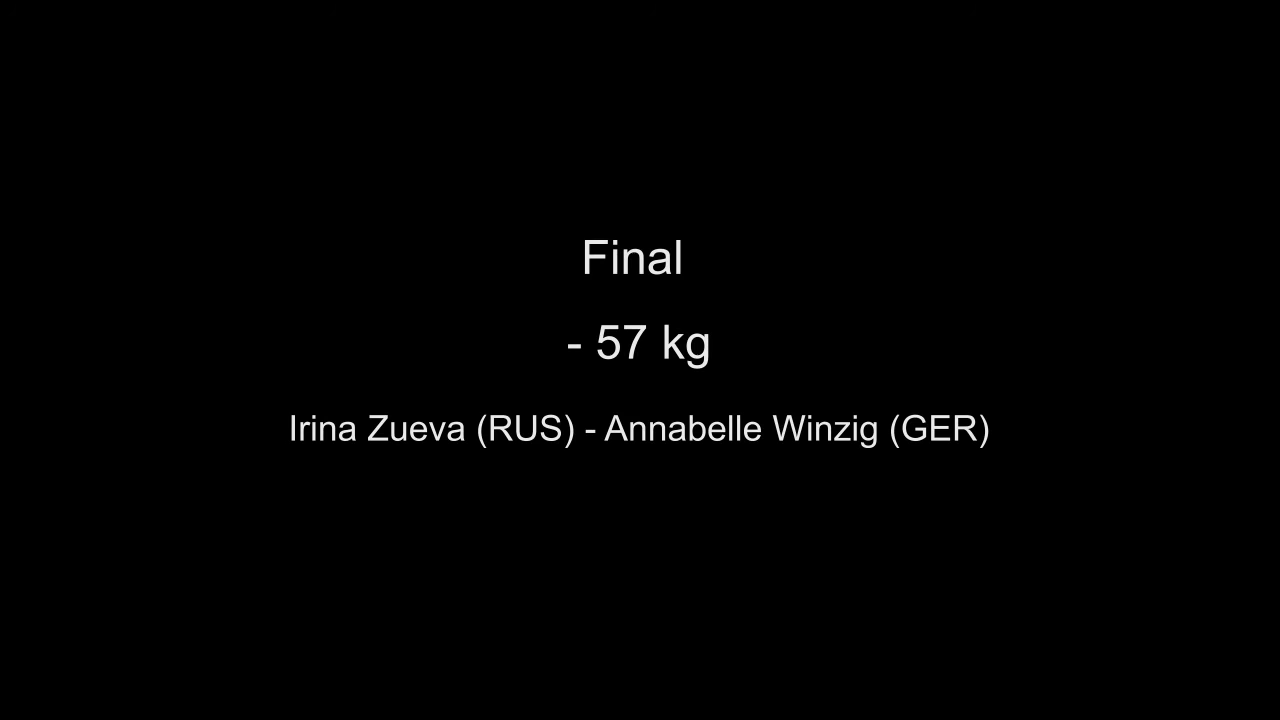 Final
- 57 kg
Irina Zueva (RUS) - Annabelle Winzig (GER)